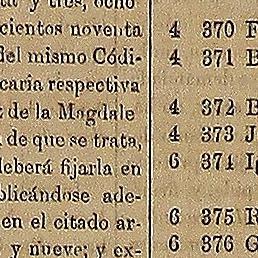 y tres, ocho
cientos noventa
del mismo Códi-
caria respectiva
de la Magdale
de que se trata,
deberá fijarla en
blicándose ade-
en el citado ar-
y nueve; y ex-
4 370
4 371
4 372
4 373 J
6 374
6 375
6 376 G